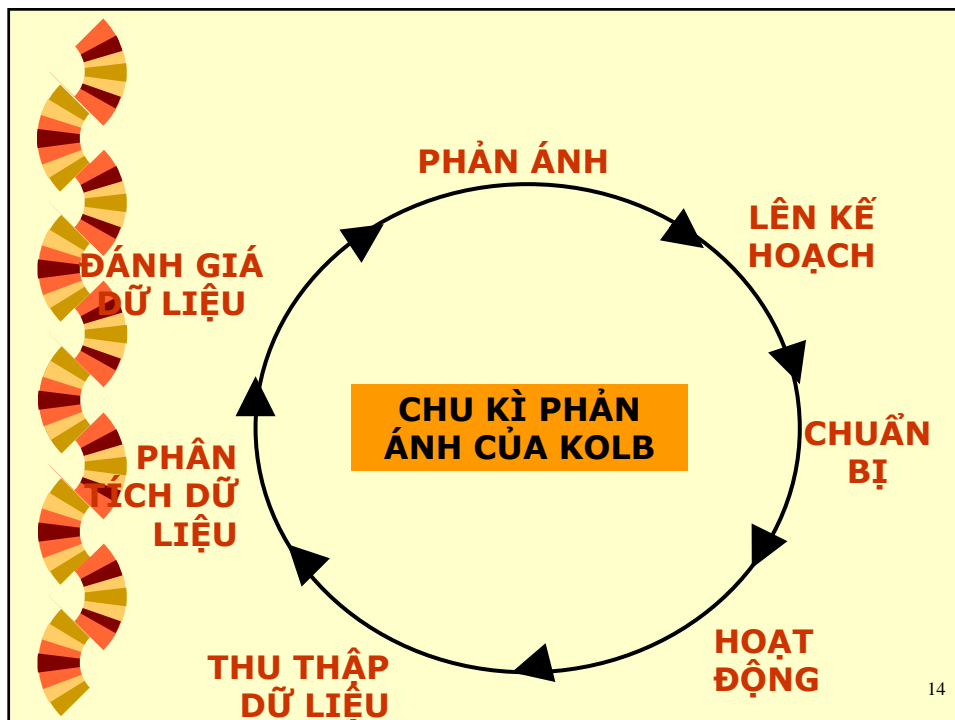 PHẢN ÁNH
LÊN KẾ
HOẠCH
ĐÁNH GIÁ
DỮ LIỆU
CHU KÌ PHẢN
ÁNH CỦA KOLB
CHUẨN
BỊ
PHÂN
TÍCH DỮ
LIỆU
HOẠT
ĐỘNG
THU THẬP
DỮ LIỆU
14